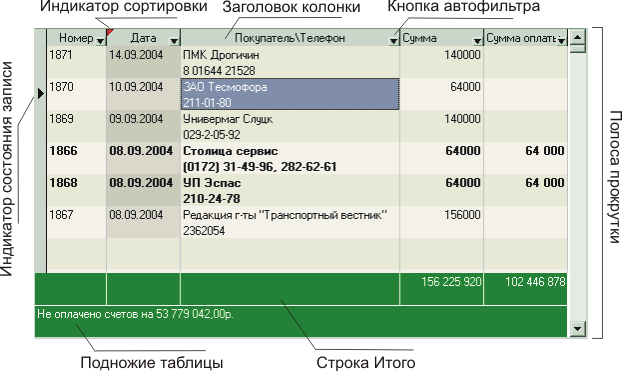 Индикатор сортировки
Заголовок колонки
Кнопка автофильтра
Номер Дата Покупатель\Телефон Сумма Сумма оплаты
1871 14.09.2004 ПМК Дрогичин 140000
8 01644 21528
1870 10.09.2004 ЗАО Тесмофора 64000
211-01-80
1869 09.09.2004 Универмаг Слуцк 140000
029-2-05-92
1866 08.09.2004 Столица сервис 64000 64 000
(0172) 31-49-96, 282-62-61
1868 08.09.2004 УП Эспас 64000 64 000
210-24-78
1867 08.09.2004 Редакция г-ты "Транспортный вестник" 156000
2362054
156 225 920 102 446 878
Не оплачено счетов на 53 779 042,00р.
Индикатор состояния записи
Полоса прокрутки
Подножие таблицы
Строка Итого